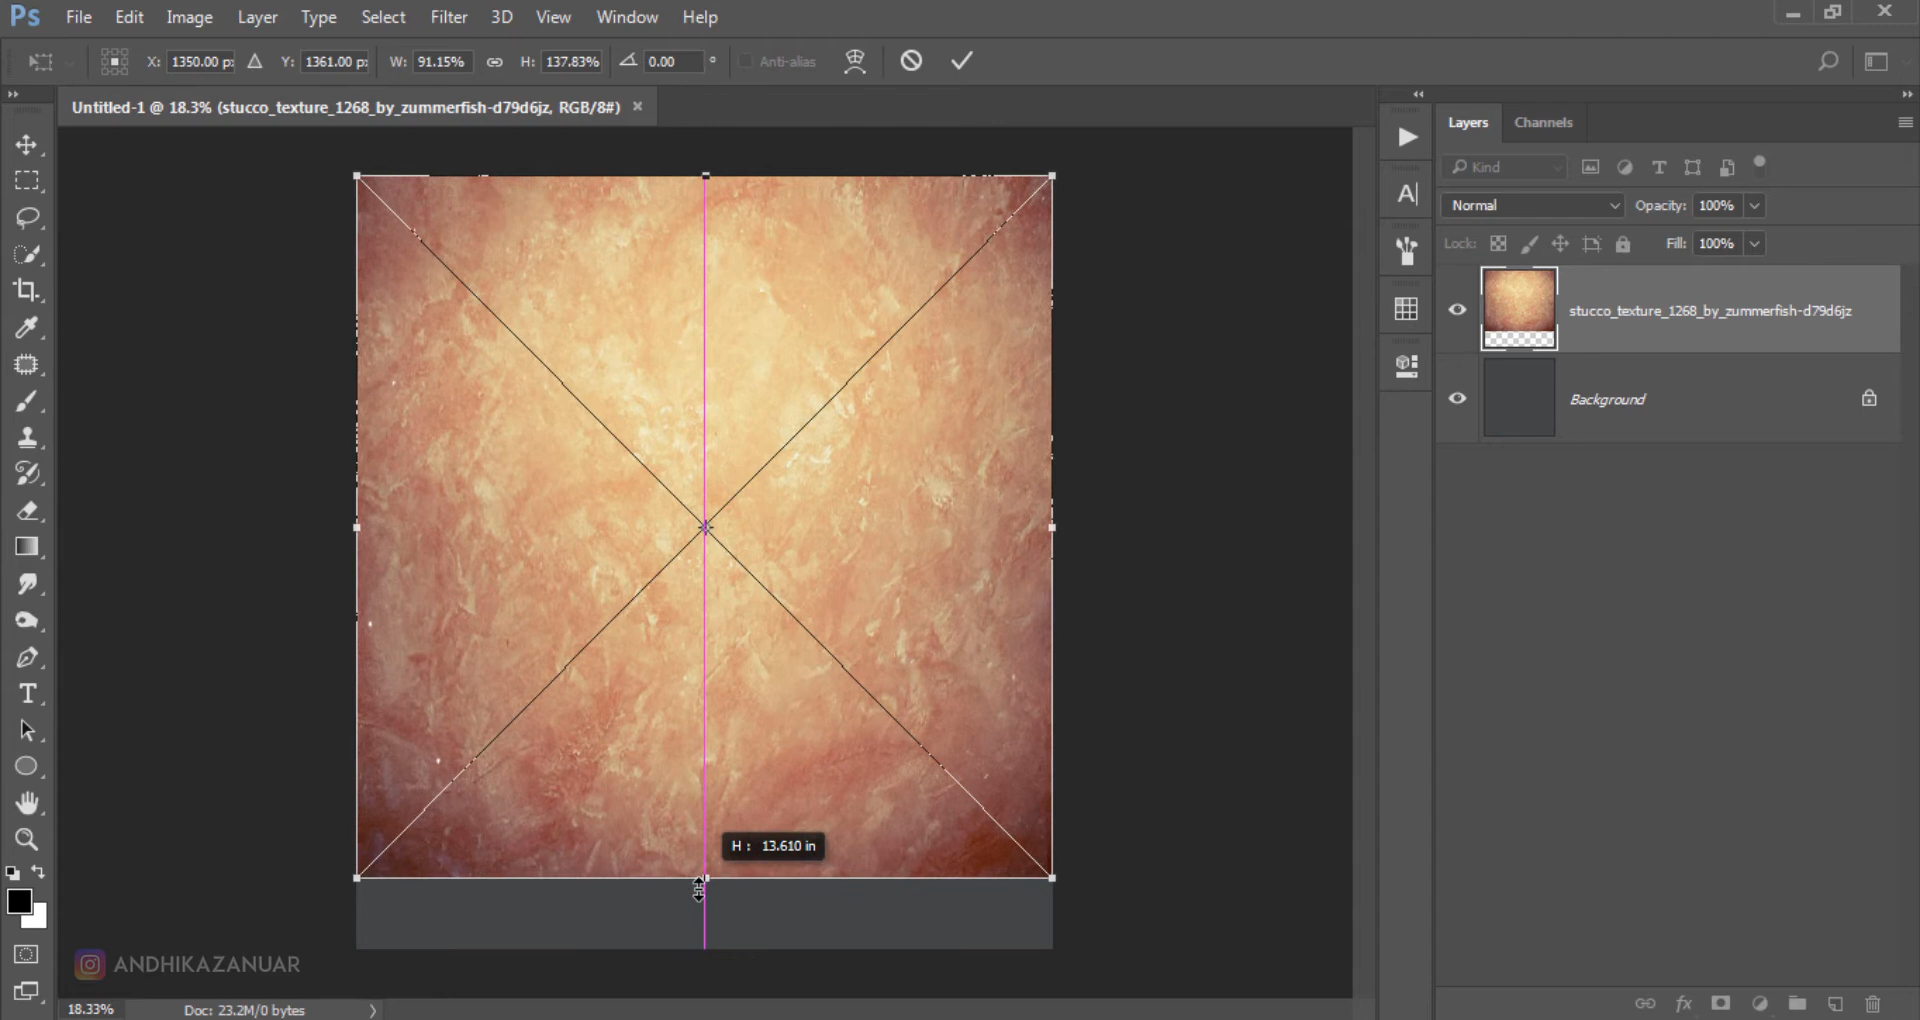 Ps File Edit Image Layer Type Select Filter 3D View Window Help
X: 1350.00 px Y: 1361.00 px W: 91.15% H: 137.83% 0.00 ° Anti-alias
Untitled-1 @ 18.3% (stucco_texture_1268_by_zummerfish-d79d6jz, RGB/8#) ×
Layers Channels
Kind
Normal Opacity: 100%
Lock: Fill: 100%
stucco_texture_1268_by_zummerfish-d79d6jz
Background
H : 13.610 in
ANDHIKAZANUAR
18.33% Doc: 23.2M/0 bytes